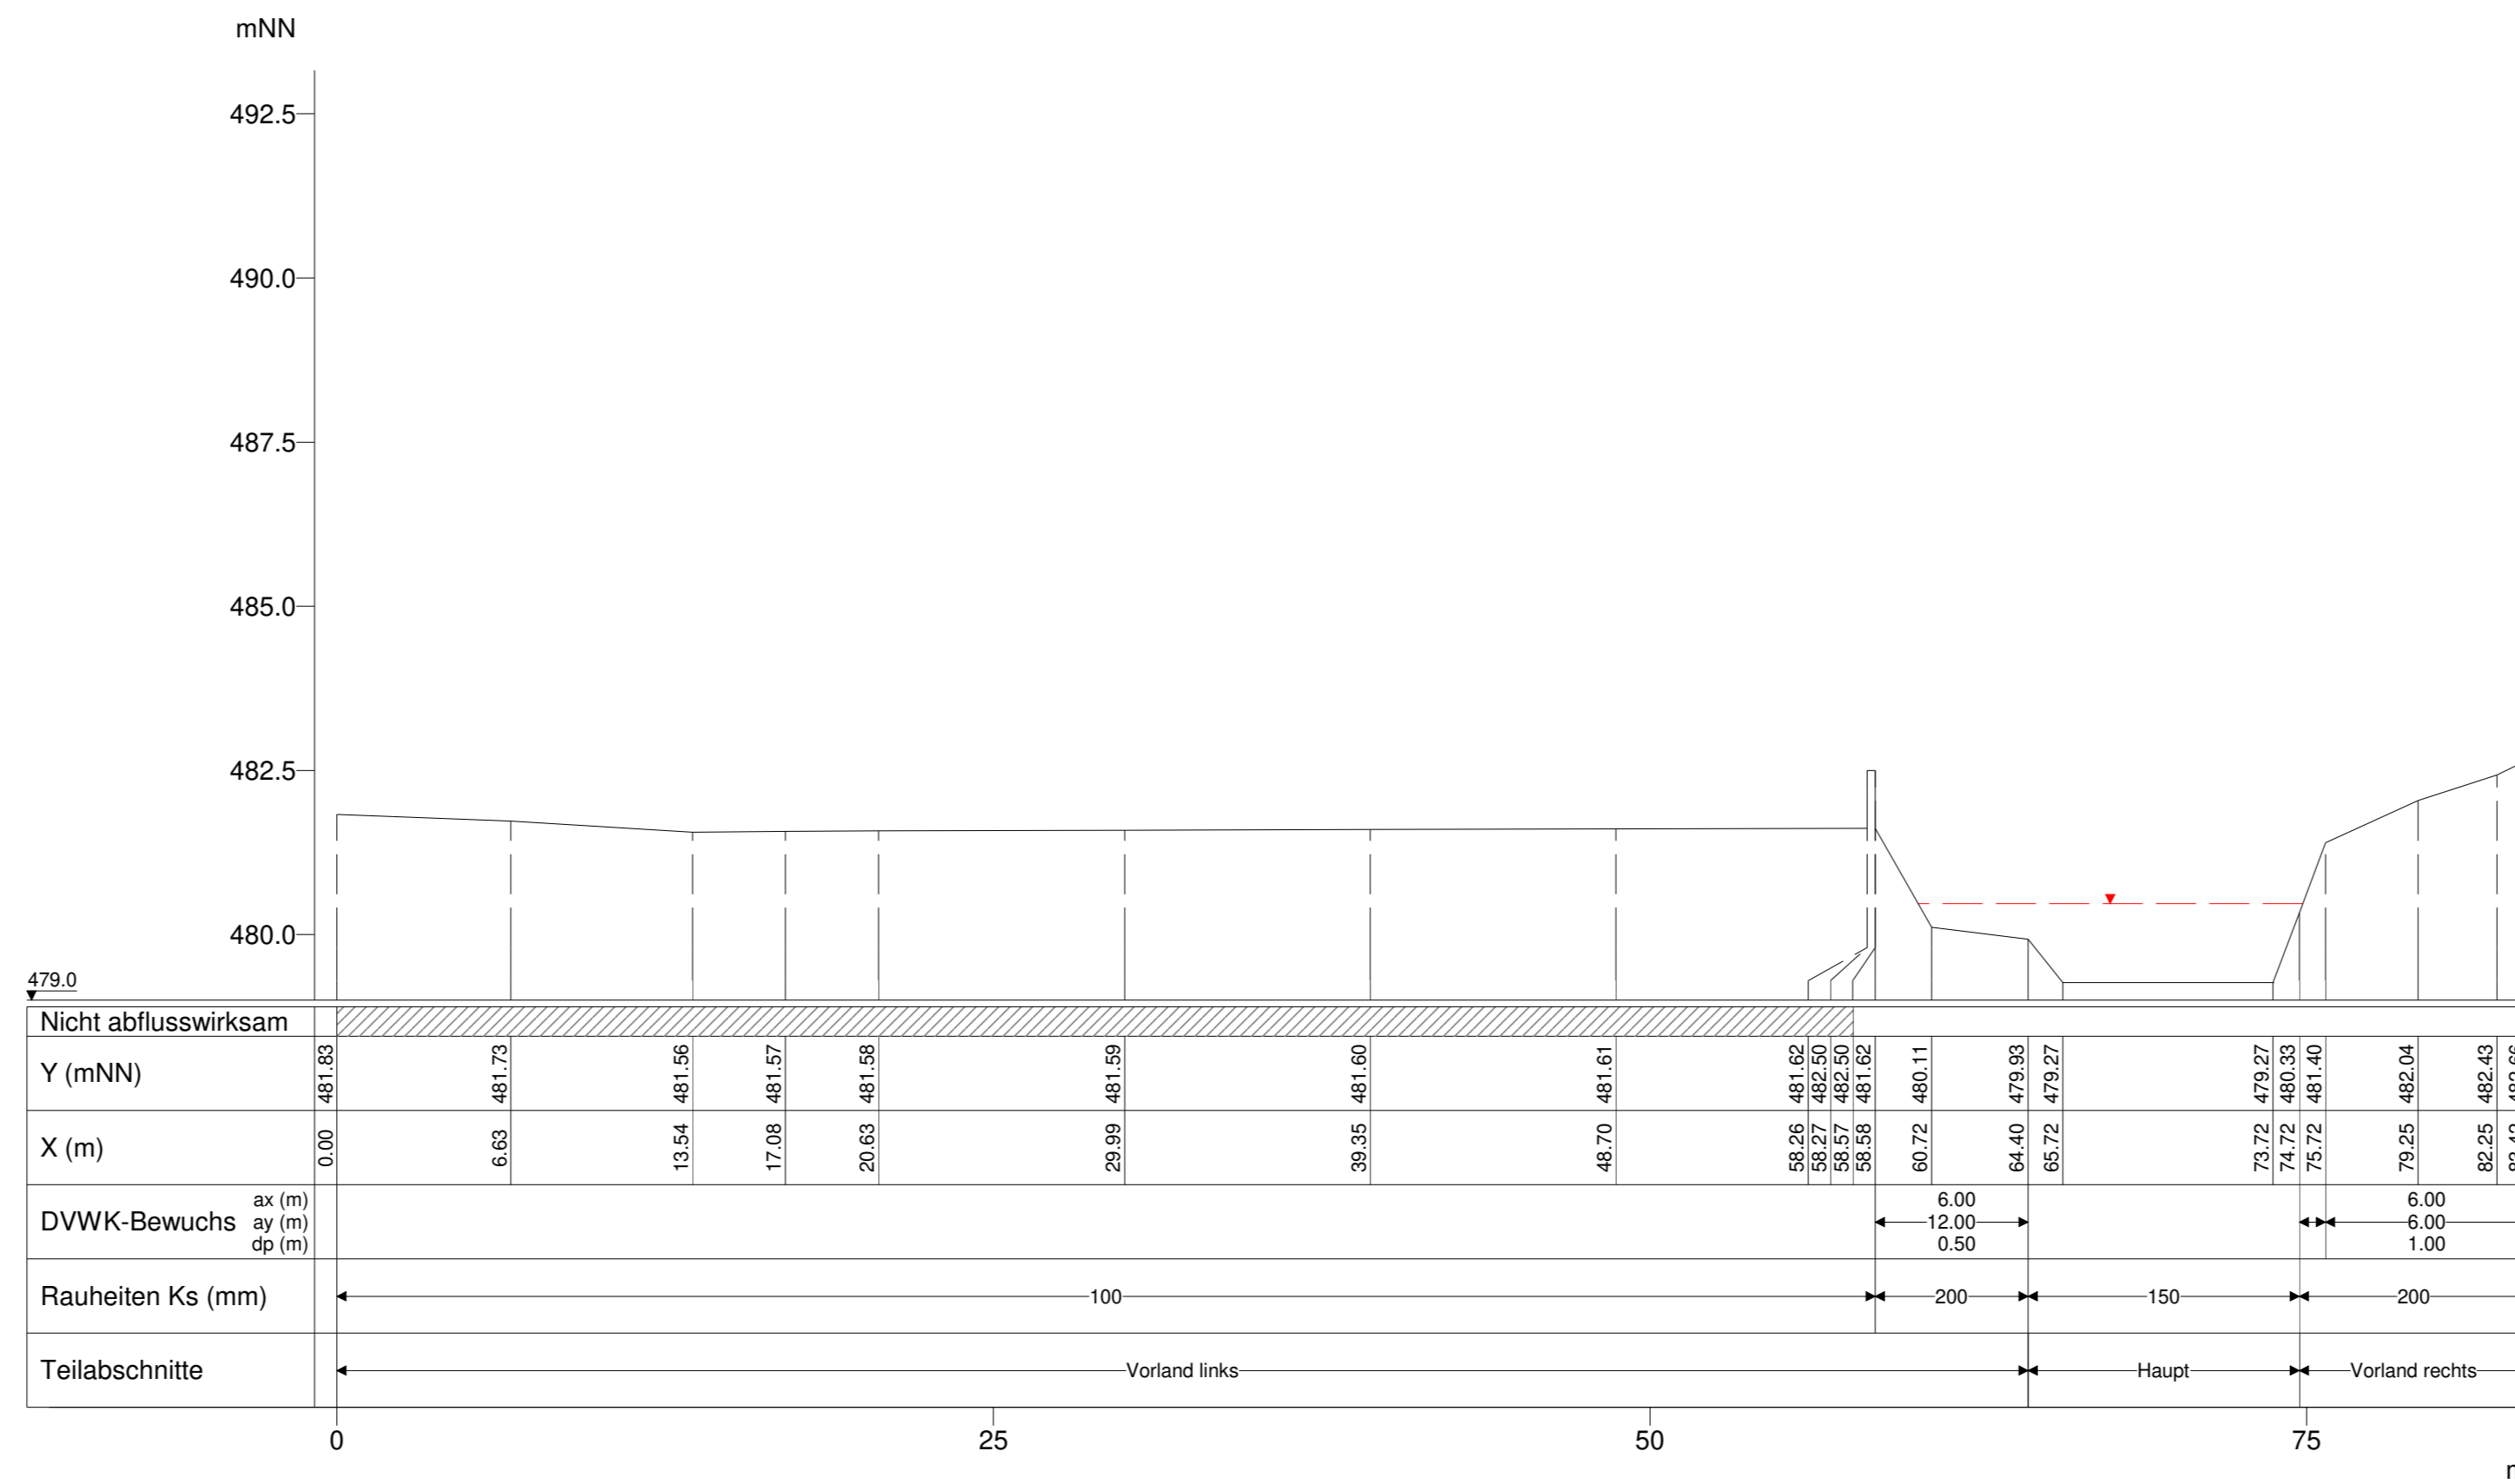 mNN
492.5
490.0
487.5
485.0
482.5
480.0
479.0
Nicht abflusswirksam
Y (mNN) 481.83 481.73 481.56 481.57 481.58 481.59 481.60 481.61 481.62 482.50 482.50 481.62 480.11 479.93 479.27 479.27 480.33 481.40 482.04 482.43
X (m) 0.00 6.63 13.54 17.08 20.63 29.99 39.35 48.70 58.26 58.27 58.57 58.58 60.72 64.40 65.72 73.72 74.72 75.72 79.25 82.25
ax (m) 6.00 6.00
DVWK-Bewuchs ay (m) 12.00 6.00
dp (m) 0.50 1.00
Rauheiten Ks (mm) 100 200 150 200
Teilabschnitte Vorland links Haupt Vorland rechts
0 25 50 75